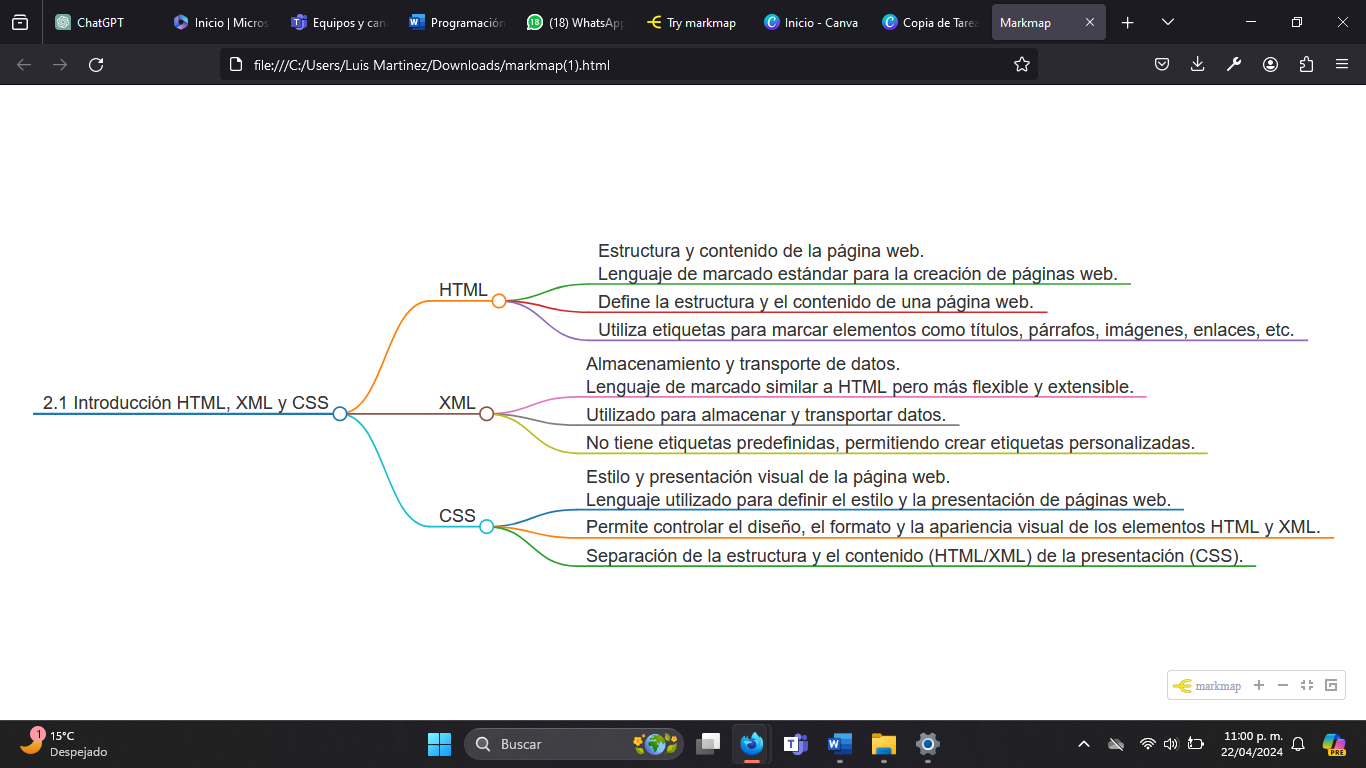 ChatGPT
Inicio | Micros
Equipos y can
Programación
(18) WhatsApp
Try markmap
Inicio - Canva
Copia de Tarea
Markmap
file:///C:/Users/Luis Martinez/Downloads/markmap(1).html
Estructura y contenido de la página web.
Lenguaje de marcado estándar para la creación de páginas web.
HTML
Define la estructura y el contenido de una página web.
Utiliza etiquetas para marcar elementos como títulos, párrafos, imágenes, enlaces, etc.
Almacenamiento y transporte de datos.
Lenguaje de marcado similar a HTML pero más flexible y extensible.
2.1 Introducción HTML, XML y CSS
XML
Utilizado para almacenar y transportar datos.
No tiene etiquetas predefinidas, permitiendo crear etiquetas personalizadas.
Estilo y presentación visual de la página web.
Lenguaje utilizado para definir el estilo y la presentación de páginas web.
CSS
Permite controlar el diseño, el formato y la apariencia visual de los elementos HTML y XML.
Separación de la estructura y el contenido (HTML/XML) de la presentación (CSS).
markmap
1
15°C
Despejado
Buscar
11:00 p. m.
22/04/2024
PRE